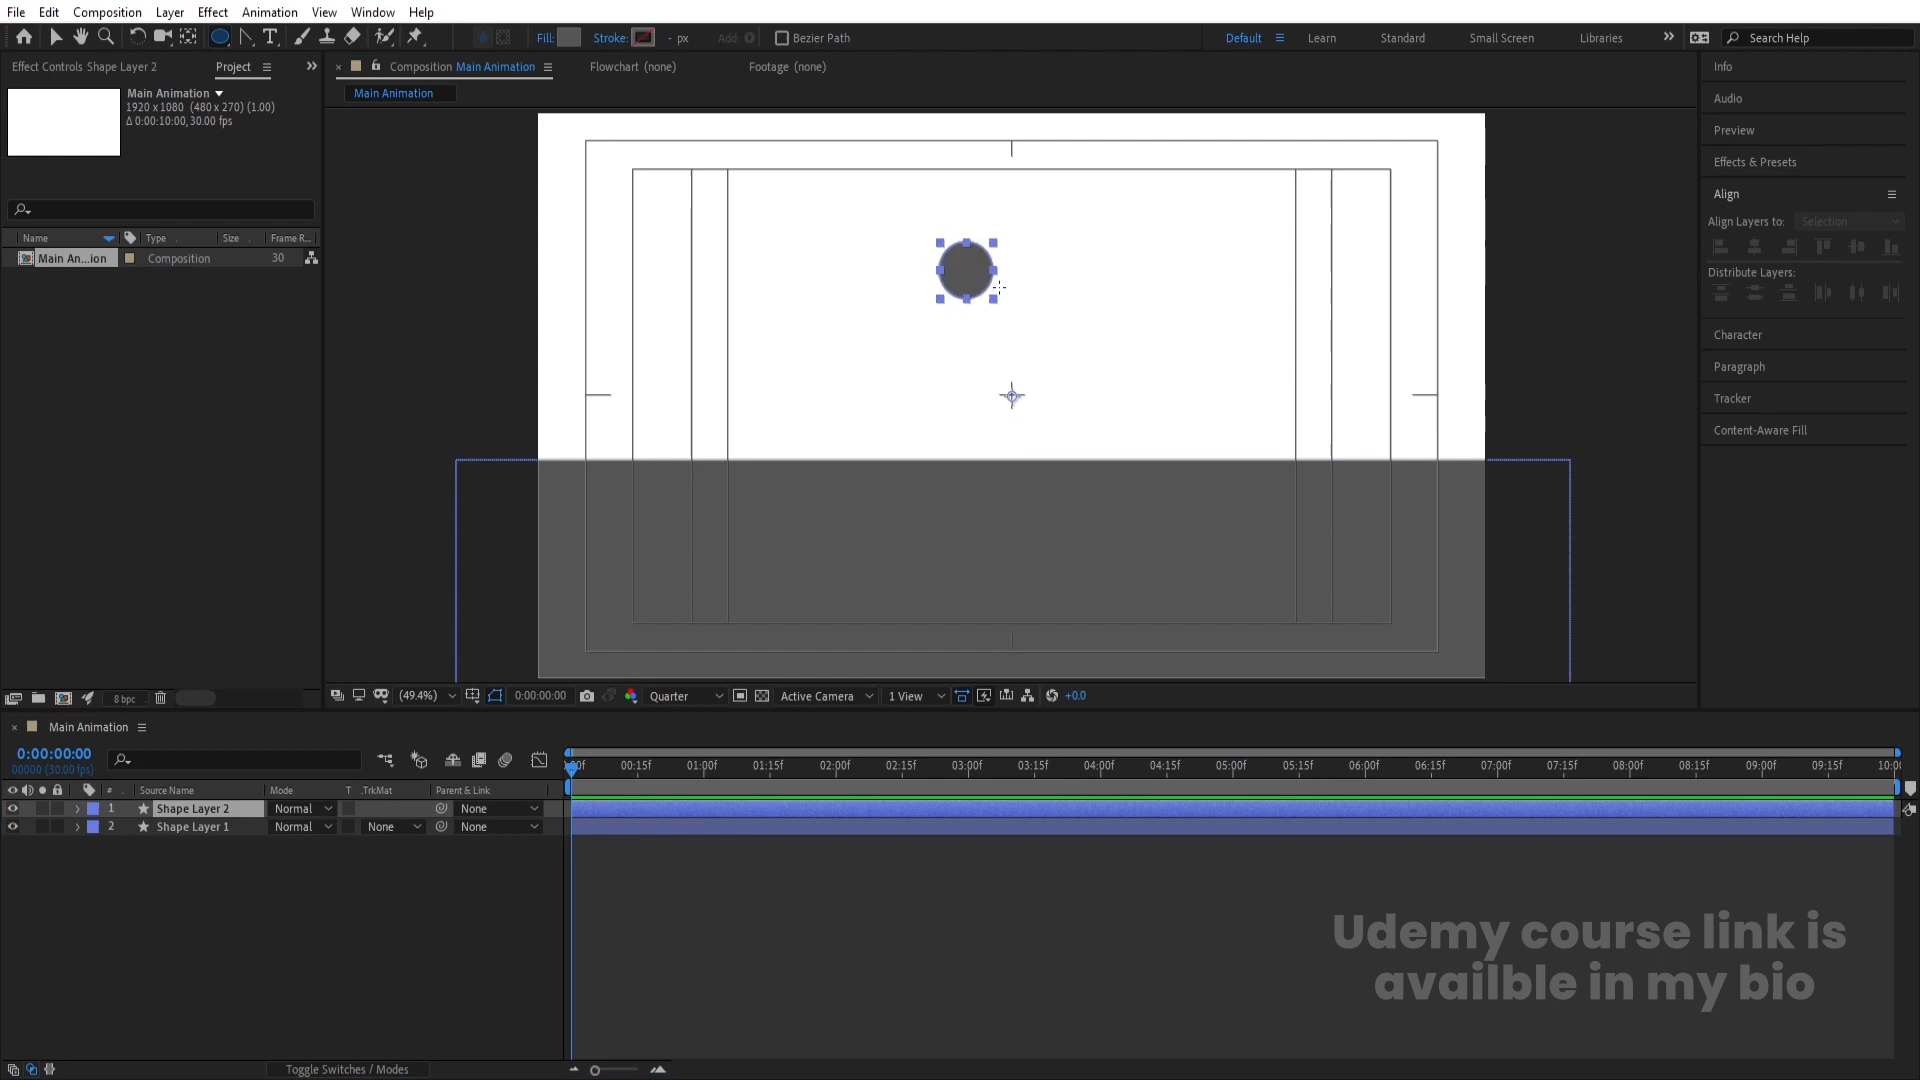 File Edit Composition Layer Effect Animation View Window Help
Fill: Stroke: - px Add: Bezier Path Default Learn Standard Small Screen Libraries Search Help
Effect Controls Shape Layer 2 Project
Composition Main Animation Flowchart (none) Footage (none)
Main Animation
Main Animation
1920 x 1080 (480 x 270) (1.00)
Δ 0:00:10:00, 30.00 fps
Name Type Size Frame R...
Main An...ion Composition 30
Info
Audio
Preview
Effects & Presets
Align
Align Layers to: Selection
Distribute Layers:
Character
Paragraph
Tracker
Content-Aware Fill
8 bpc
(49.4%) 0:00:00:00 Quarter Active Camera 1 View +0.0
Main Animation
0:00:00:00
00000 (30.00 fps)
00f 00:15f 01:00f 01:15f 02:00f 02:15f 03:00f 03:15f 04:00f 04:15f 05:00f 05:15f 06:00f 06:15f 07:00f 07:15f 08:00f 08:15f 09:00f 09:15f 10:00
# Source Name Mode T .TrkMat Parent & Link
1 Shape Layer 2 Normal None
2 Shape Layer 1 Normal None None
Udemy course link is
availble in my bio
Toggle Switches / Modes